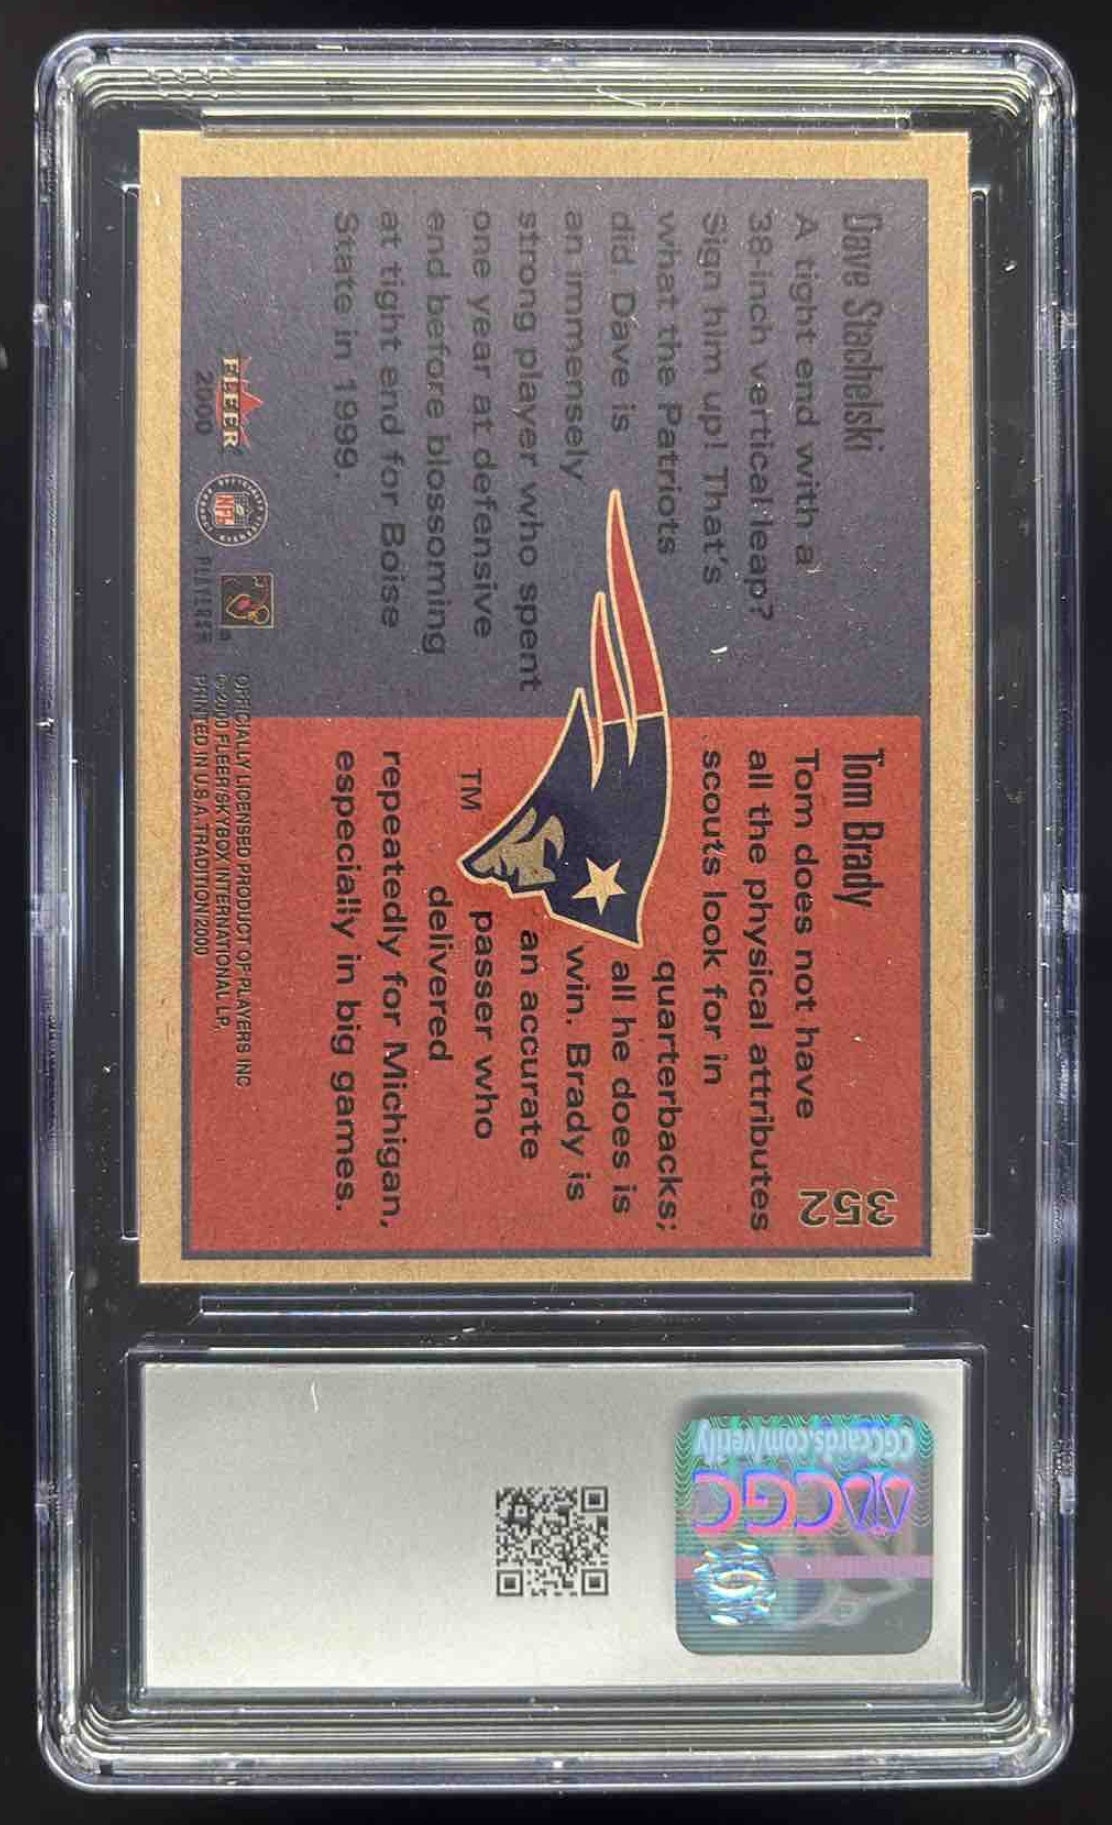 Dave Stachelski
A tight end with a
38-inch vertical leap?
Sign him up! That's
what the Patriots
did. Dave is
an immensely
strong player who spent
one year at defensive
end before blossoming
at tight end for Boise
State in 1999.
FLEER
2000
NFL
PLAYERS
352
Tom Brady
Tom does not have
all the physical attributes
scouts look for in
quarterbacks;
all he does is
win. Brady is
an accurate
passer who
delivered
repeatedly for Michigan,
especially in big games.
TM
OFFICIALLY LICENSED PRODUCT OF PLAYERS INC
© 2000 FLEER/SKYBOX INTERNATIONAL LP,
PRINTED IN U.S.A. TRADITION/2000
CGCcards.com/verify
CGC